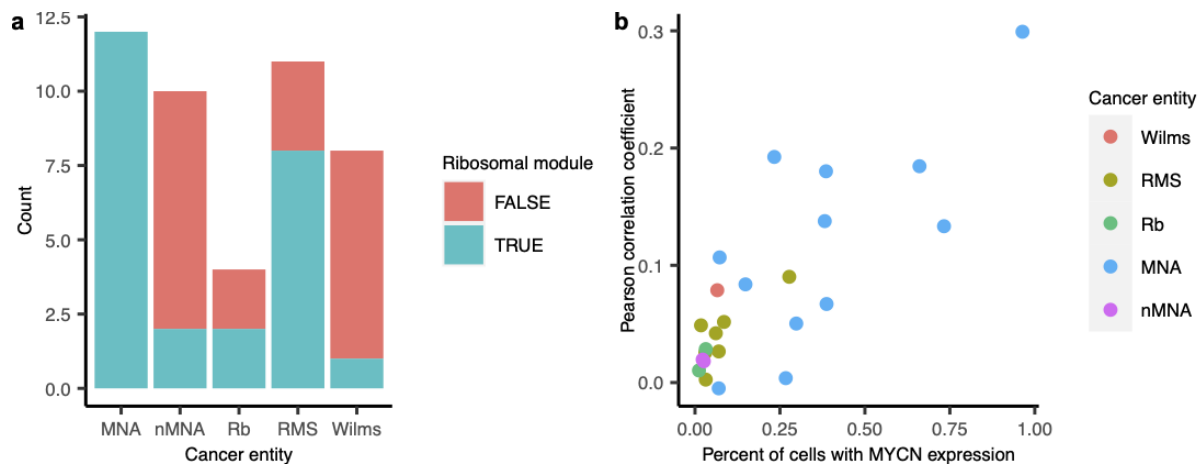 a
12.5
10.0
7.5
5.0
2.5
0.0
Count
MNA nMNA Rb RMS Wilms
Cancer entity
Ribosomal module
FALSE
TRUE
b
0.3
0.2
0.1
0.0
Pearson correlation coefficient
0.00 0.25 0.50 0.75 1.00
Percent of cells with MYCN expression
Cancer entity
Wilms
RMS
Rb
MNA
nMNA